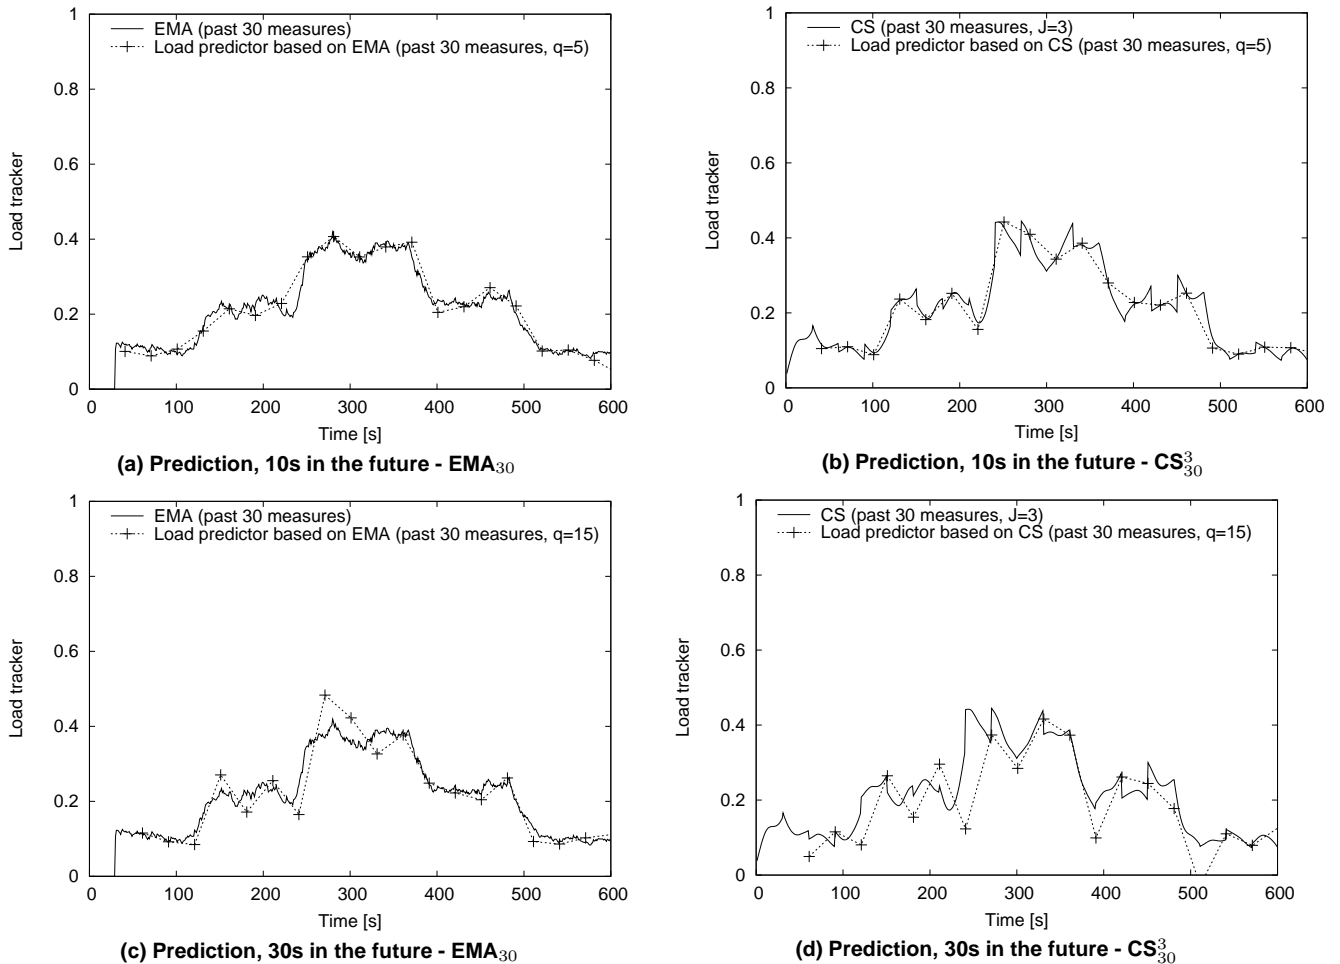 1
EMA (past 30 measures)
Load predictor based on EMA (past 30 measures, q=5)
0.8
0.6
0.4
0.2
0
Load tracker
0 100 200 300 400 500 600
Time [s]
(a) Prediction, 10s in the future - EMA30
1
CS (past 30 measures, J=3)
Load predictor based on CS (past 30 measures, q=5)
0.8
0.6
0.4
0.2
0
Load tracker
0 100 200 300 400 500 600
Time [s]
(b) Prediction, 10s in the future - CS³₃₀
1
EMA (past 30 measures)
Load predictor based on EMA (past 30 measures, q=15)
0.8
0.6
0.4
0.2
0
Load tracker
0 100 200 300 400 500 600
Time [s]
(c) Prediction, 30s in the future - EMA30
1
CS (past 30 measures, J=3)
Load predictor based on CS (past 30 measures, q=15)
0.8
0.6
0.4
0.2
0
Load tracker
0 100 200 300 400 500 600
Time [s]
(d) Prediction, 30s in the future - CS³₃₀